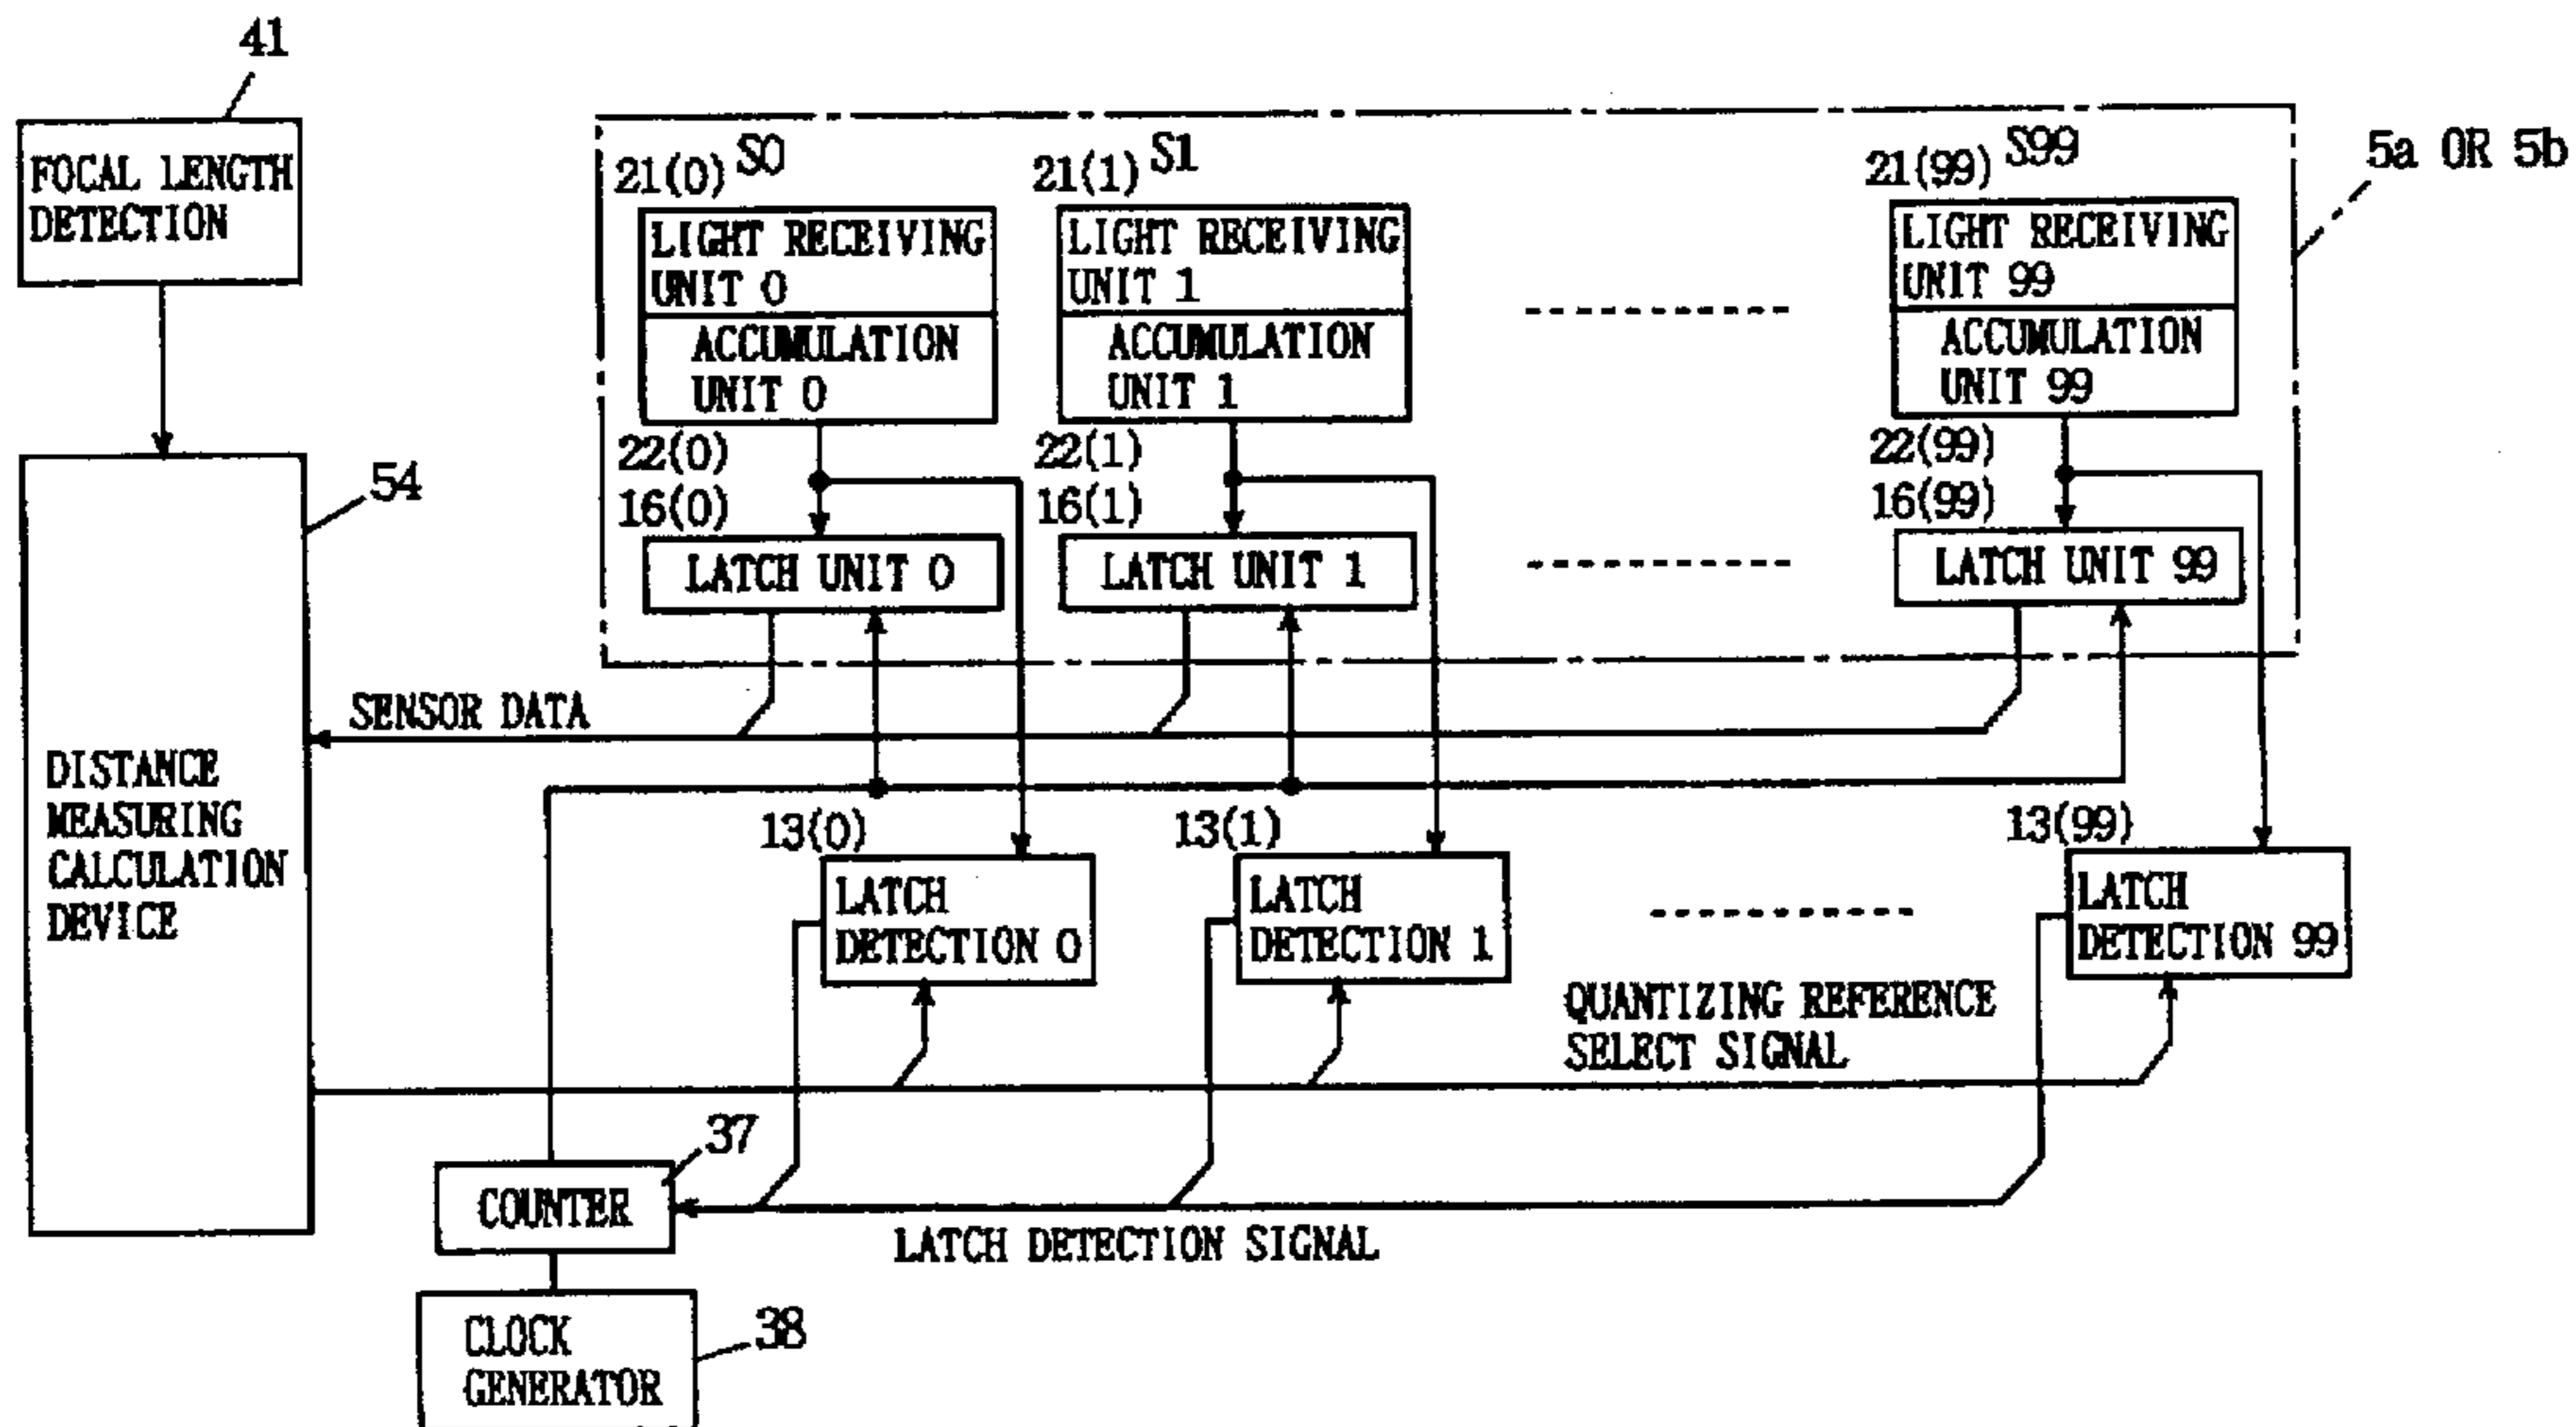 41
FOCAL LENGTH
DETECTION
54
DISTANCE
MEASURING
CALCULATION
DEVICE
5a OR 5b
21(0) S0
LIGHT RECEIVING
UNIT 0
ACCUMULATION
UNIT 0
22(0)
16(0)
LATCH UNIT 0
21(1) S1
LIGHT RECEIVING
UNIT 1
ACCUMULATION
UNIT 1
22(1)
16(1)
LATCH UNIT 1
21(99) S99
LIGHT RECEIVING
UNIT 99
ACCUMULATION
UNIT 99
22(99)
16(99)
LATCH UNIT 99
SENSOR DATA
13(0)
LATCH
DETECTION 0
13(1)
LATCH
DETECTION 1
13(99)
LATCH
DETECTION 99
QUANTIZING REFERENCE
SELECT SIGNAL
37
COUNTER
LATCH DETECTION SIGNAL
38
CLOCK
GENERATOR